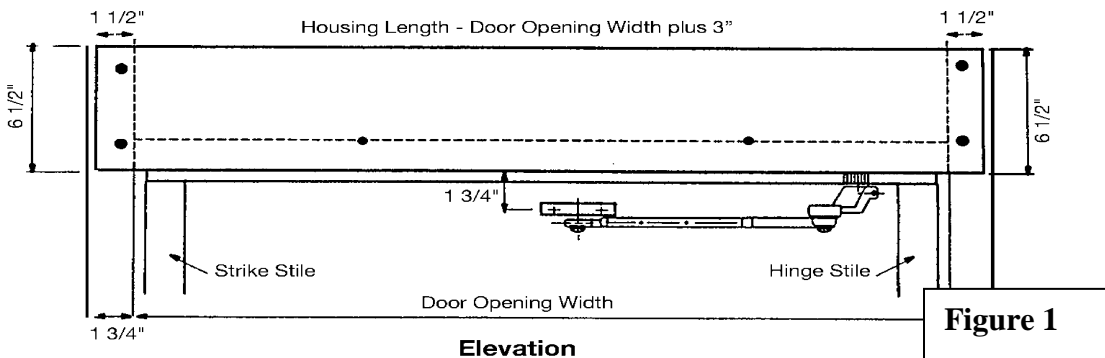 1 1/2"
Housing Length - Door Opening Width plus 3"
1 1/2"
6 1/2"
6 1/2"
1 3/4"
Strike Stile
Hinge Stile
Door Opening Width
1 3/4"
Figure 1
Elevation